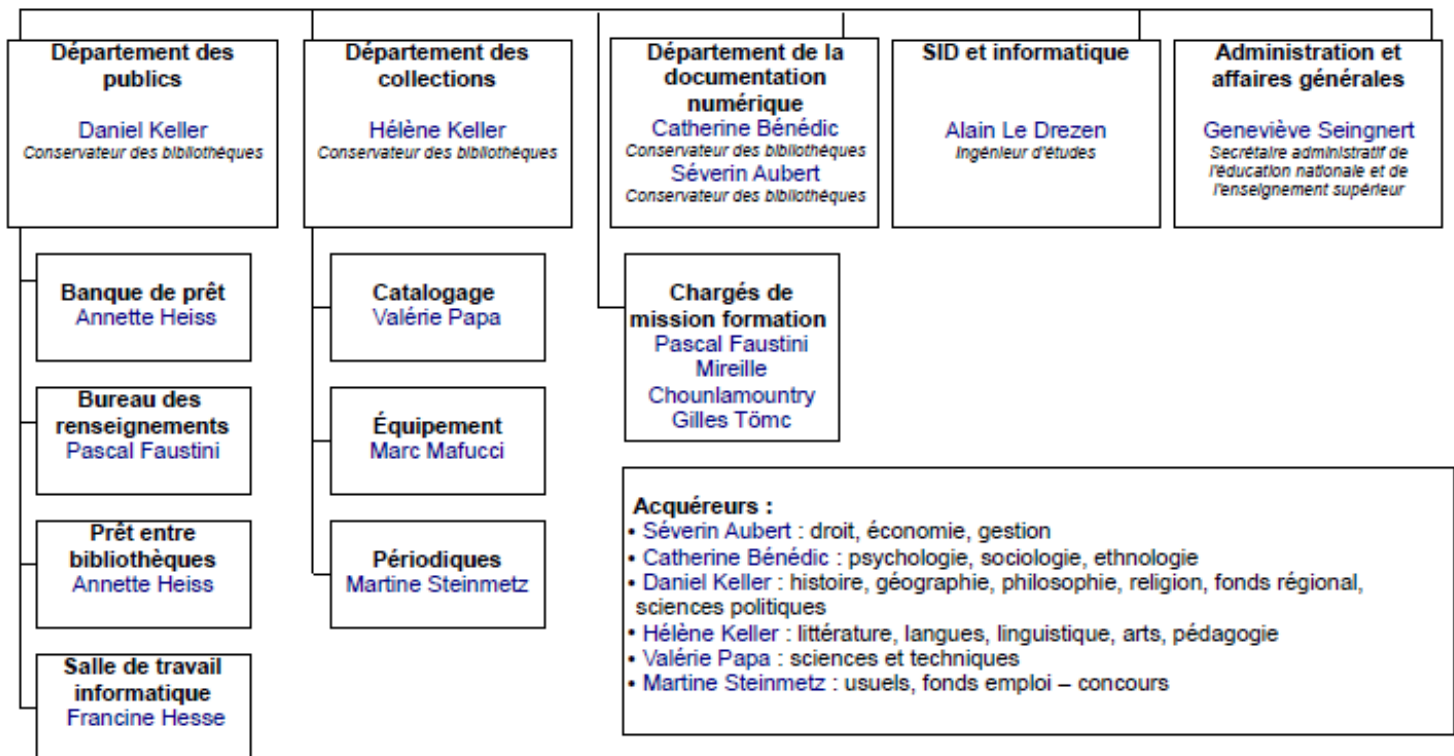 Département des
publics
Daniel Keller
Conservateur des bibliothèques
Département des
collections
Hélène Keller
Conservateur des bibliothèques
Département de la
documentation
numérique
Catherine Bénédic
Conservateur des bibliothèques
Séverin Aubert
Conservateur des bibliothèques
SID et informatique
Alain Le Drezen
Ingénieur d'études
Administration et
affaires générales
Geneviève Seingnert
Secrétaire administratif de
l'éducation nationale et de
l'enseignement supérieur
Banque de prêt
Annette Heiss
Bureau des
renseignements
Pascal Faustini
Prêt entre
bibliothèques
Annette Heiss
Salle de travail
informatique
Francine Hesse
Catalogage
Valérie Papa
Équipement
Marc Mafucci
Périodiques
Martine Steinmetz
Chargés de
mission formation
Pascal Faustini
Mireille
Chounlamountry
Gilles Tömc
Acquéreurs :
• Séverin Aubert : droit, économie, gestion
• Catherine Bénédic : psychologie, sociologie, ethnologie
• Daniel Keller : histoire, géographie, philosophie, religion, fonds régional,
sciences politiques
• Hélène Keller : littérature, langues, linguistique, arts, pédagogie
• Valérie Papa : sciences et techniques
• Martine Steinmetz : usuels, fonds emploi – concours